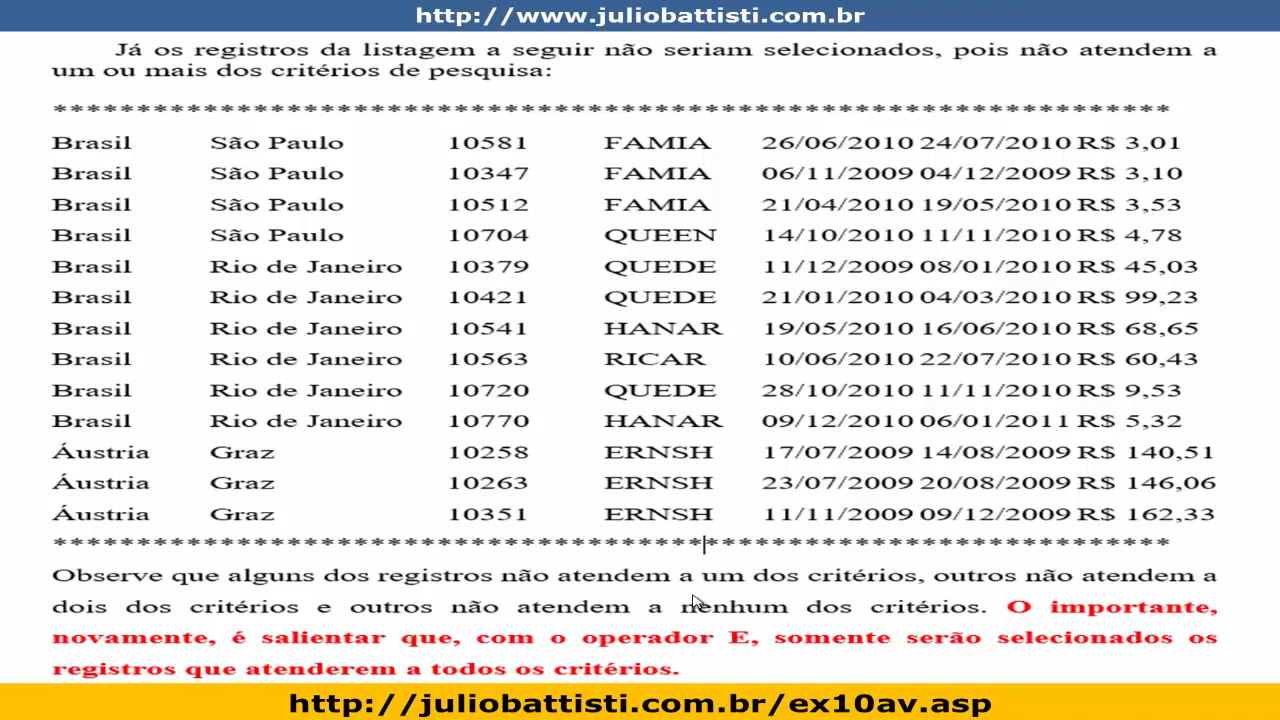 http://www.juliobattisti.com.br
Já os registros da listagem a seguir não seriam selecionados, pois não atendem a
um ou mais dos critérios de pesquisa:
*********************************************************************************
Brasil São Paulo 10581 FAMIA 26/06/2010 24/07/2010 R$ 3,01
Brasil São Paulo 10347 FAMIA 06/11/2009 04/12/2009 R$ 3,10
Brasil São Paulo 10512 FAMIA 21/04/2010 19/05/2010 R$ 3,53
Brasil São Paulo 10704 QUEEN 14/10/2010 11/11/2010 R$ 4,78
Brasil Rio de Janeiro 10379 QUEDE 11/12/2009 08/01/2010 R$ 45,03
Brasil Rio de Janeiro 10421 QUEDE 21/01/2010 04/03/2010 R$ 99,23
Brasil Rio de Janeiro 10541 HANAR 19/05/2010 16/06/2010 R$ 68,65
Brasil Rio de Janeiro 10563 RICAR 10/06/2010 22/07/2010 R$ 60,43
Brasil Rio de Janeiro 10720 QUEDE 28/10/2010 11/11/2010 R$ 9,53
Brasil Rio de Janeiro 10770 HANAR 09/12/2010 06/01/2011 R$ 5,32
Áustria Graz 10258 ERNSH 17/07/2009 14/08/2009 R$ 140,51
Áustria Graz 10263 ERNSH 23/07/2009 20/08/2009 R$ 146,06
Áustria Graz 10351 ERNSH 11/11/2009 09/12/2009 R$ 162,33
*********************************************************************************
Observe que alguns dos registros não atendem a um dos critérios, outros não atendem a
dois dos critérios e outros não atendem a nenhum dos critérios. O importante,
novamente, é salientar que, com o operador E, somente serão selecionados os
registros que atenderem a todos os critérios.
http://juliobattisti.com.br/ex10av.asp